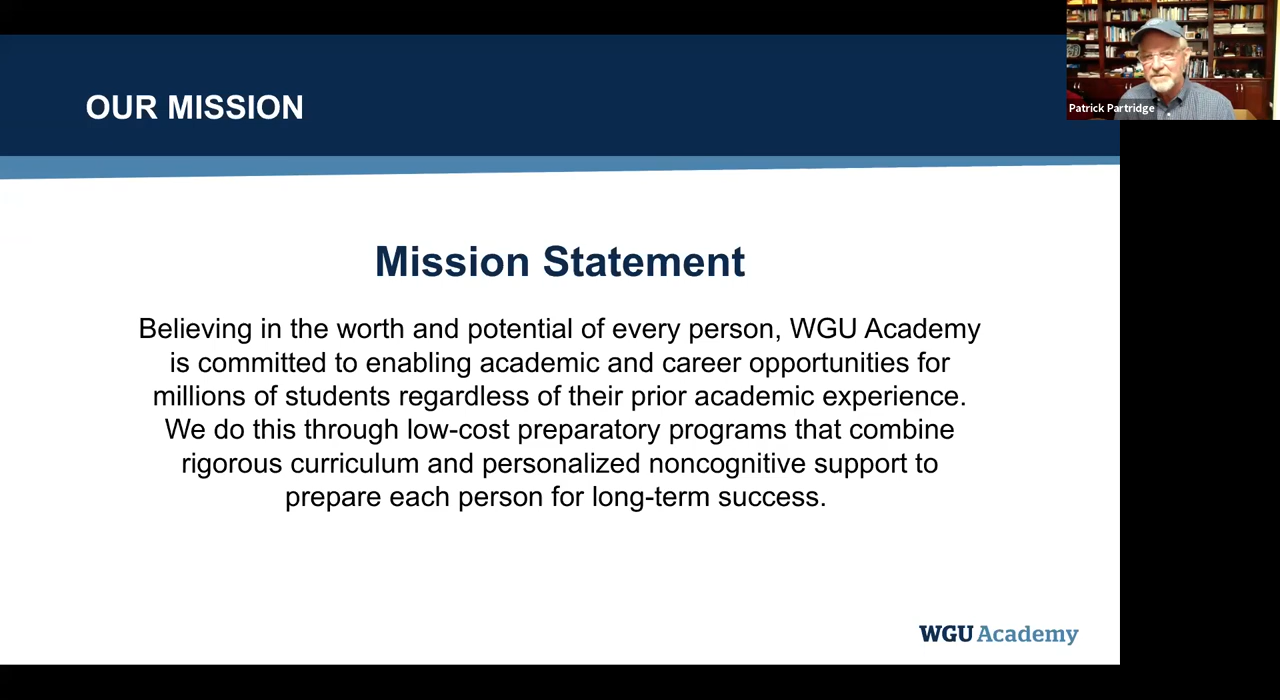 OUR MISSION
Patrick Partridge
Mission Statement
Believing in the worth and potential of every person, WGU Academy
is committed to enabling academic and career opportunities for
millions of students regardless of their prior academic experience.
We do this through low-cost preparatory programs that combine
rigorous curriculum and personalized noncognitive support to
prepare each person for long-term success.
WGU Academy